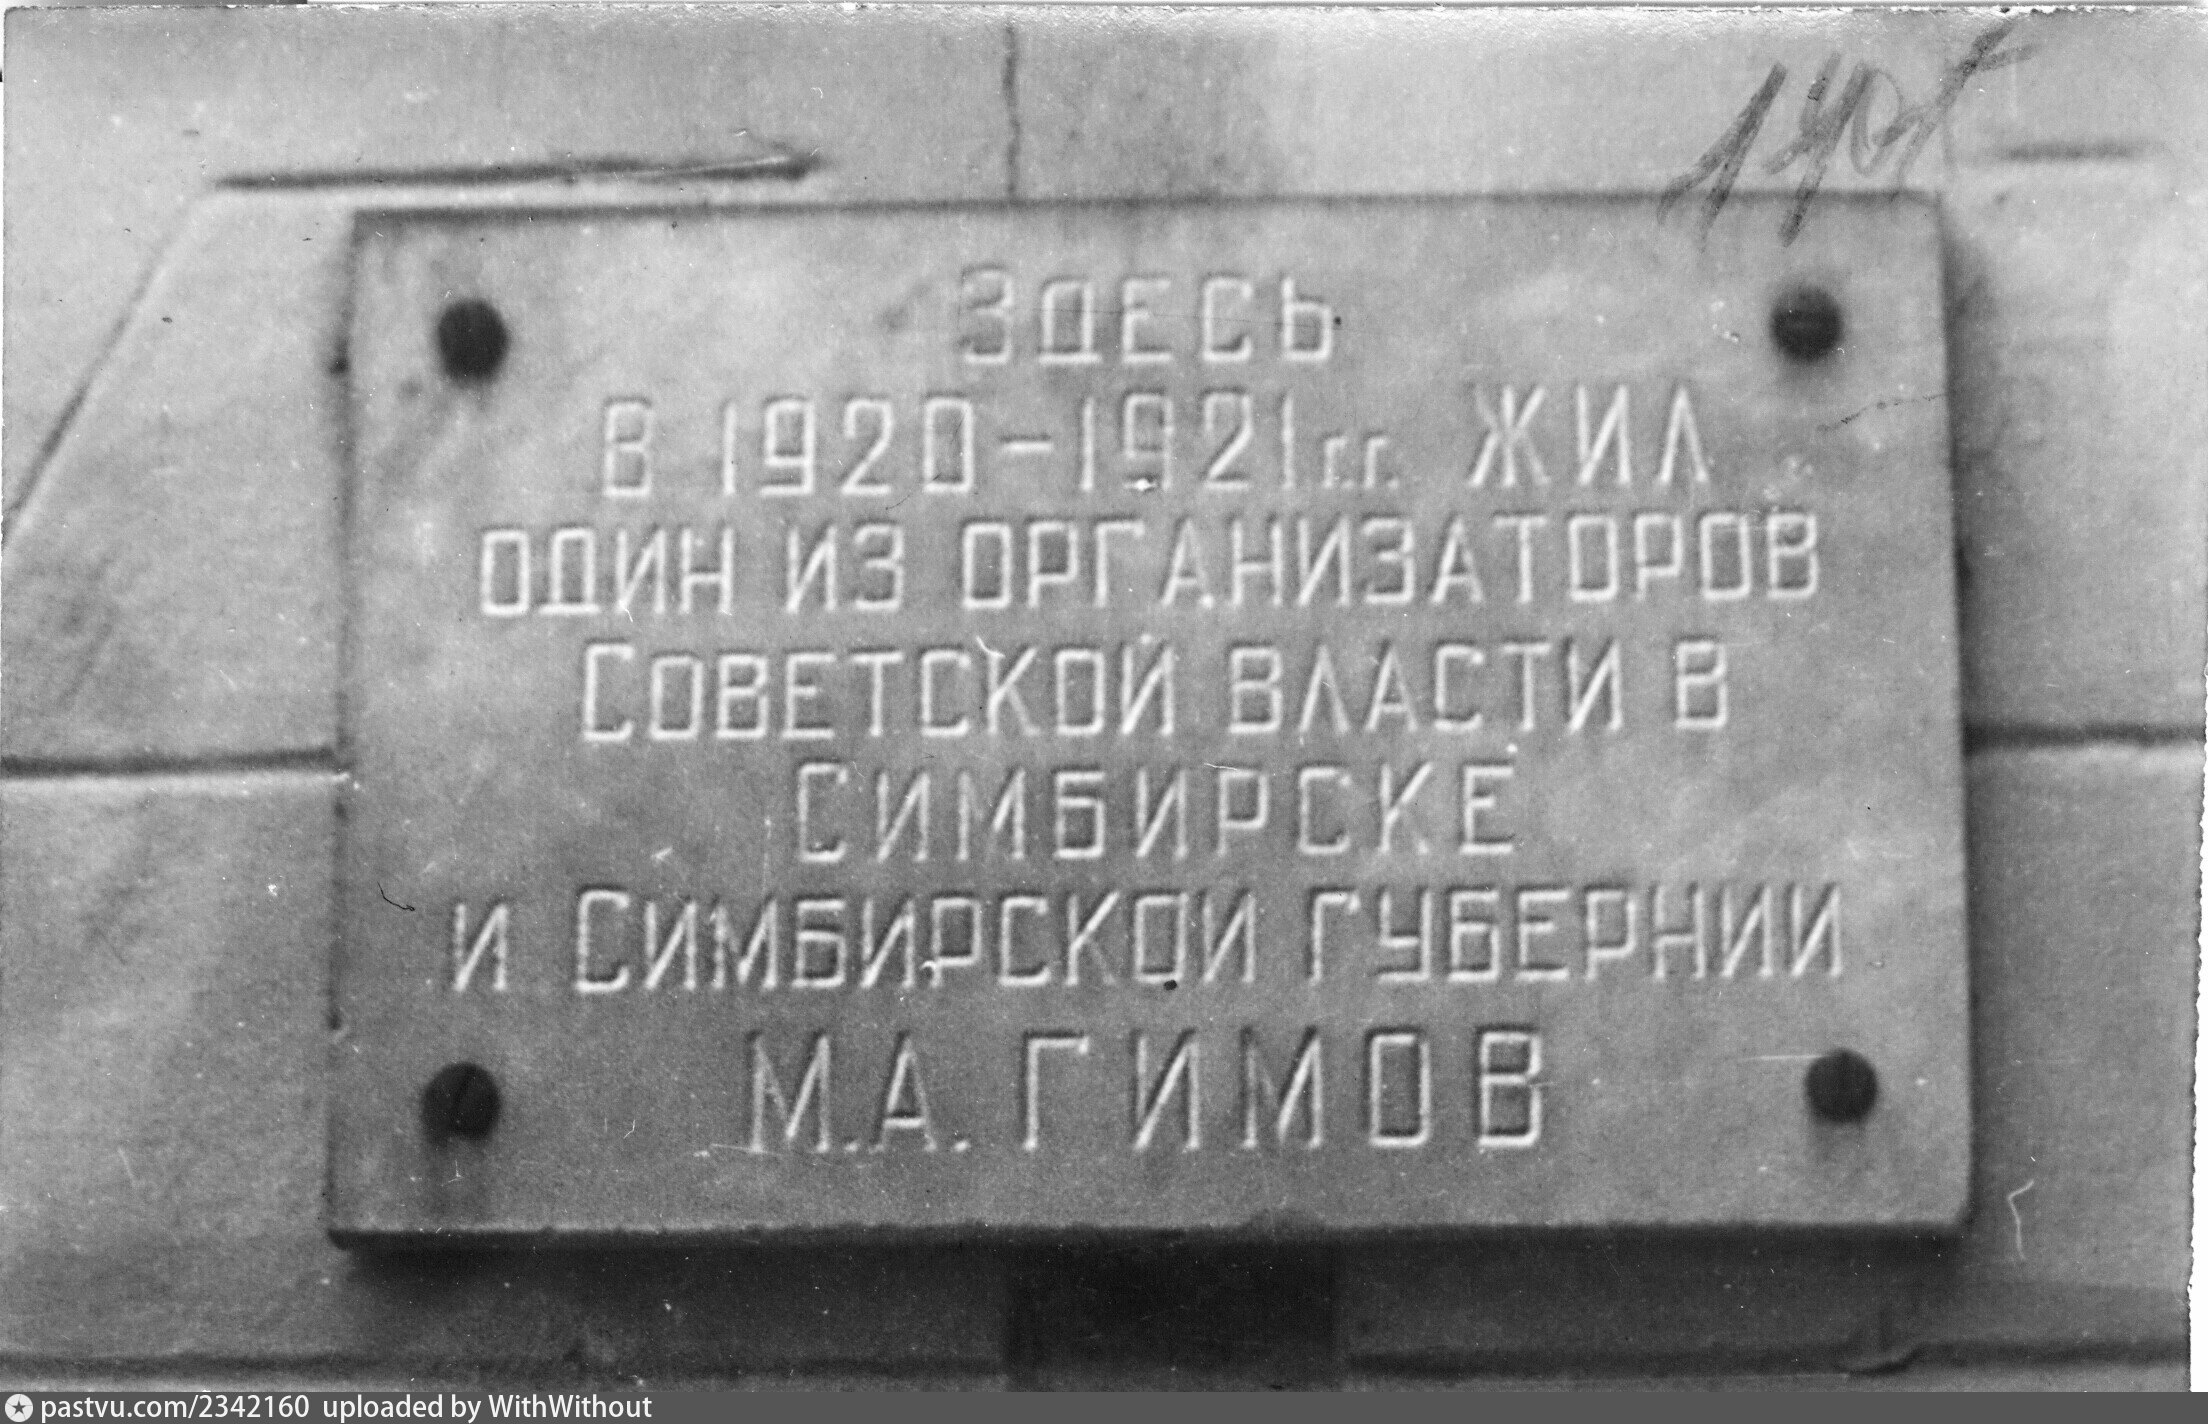 ЗДЕСЬ
В 1920-1921 г.г. ЖИЛ
ОДИН ИЗ ОРГАНИЗАТОРОВ
СОВЕТСКОЙ ВЛАСТИ В
СИМБИРСКЕ
И СИМБИРСКОЙ ГУБЕРНИИ
М.А. ГИМОВ
pastvu.com/2342160 uploaded by WithWithout